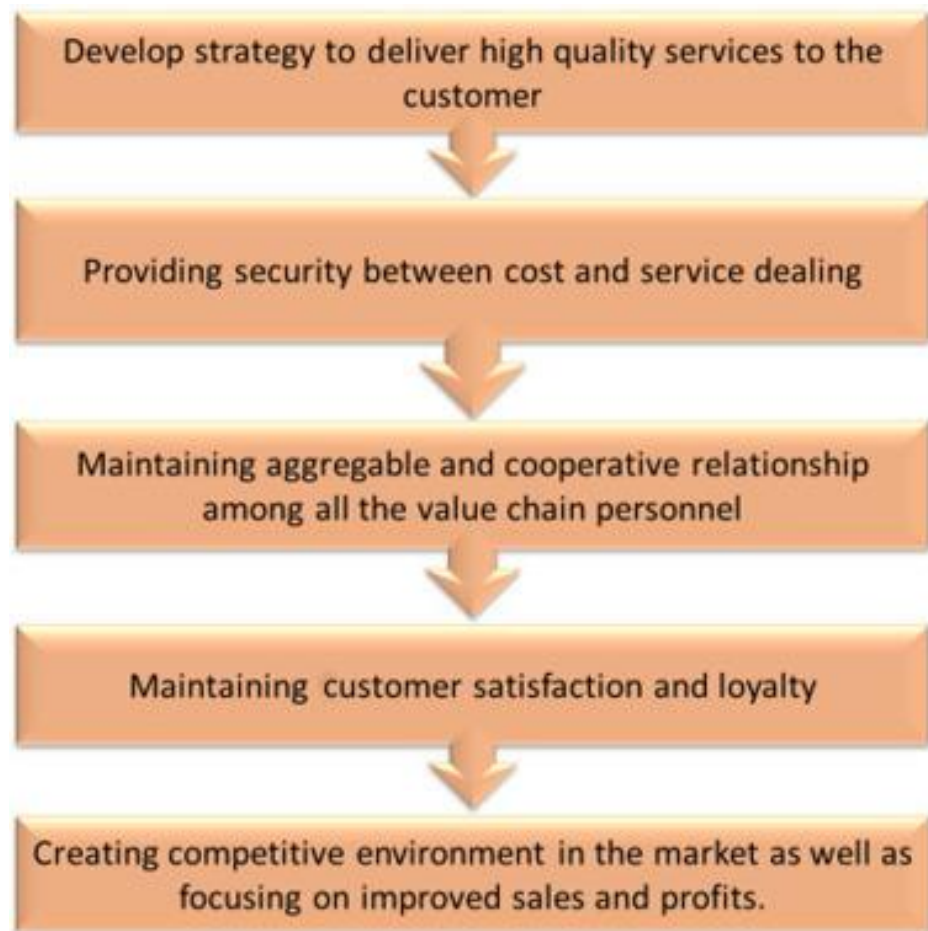 Develop strategy to deliver high quality services to the
customer
Providing security between cost and service dealing
Maintaining aggregable and cooperative relationship
among all the value chain personnel
Maintaining customer satisfaction and loyalty
Creating competitive environment in the market as well as
focusing on improved sales and profits.